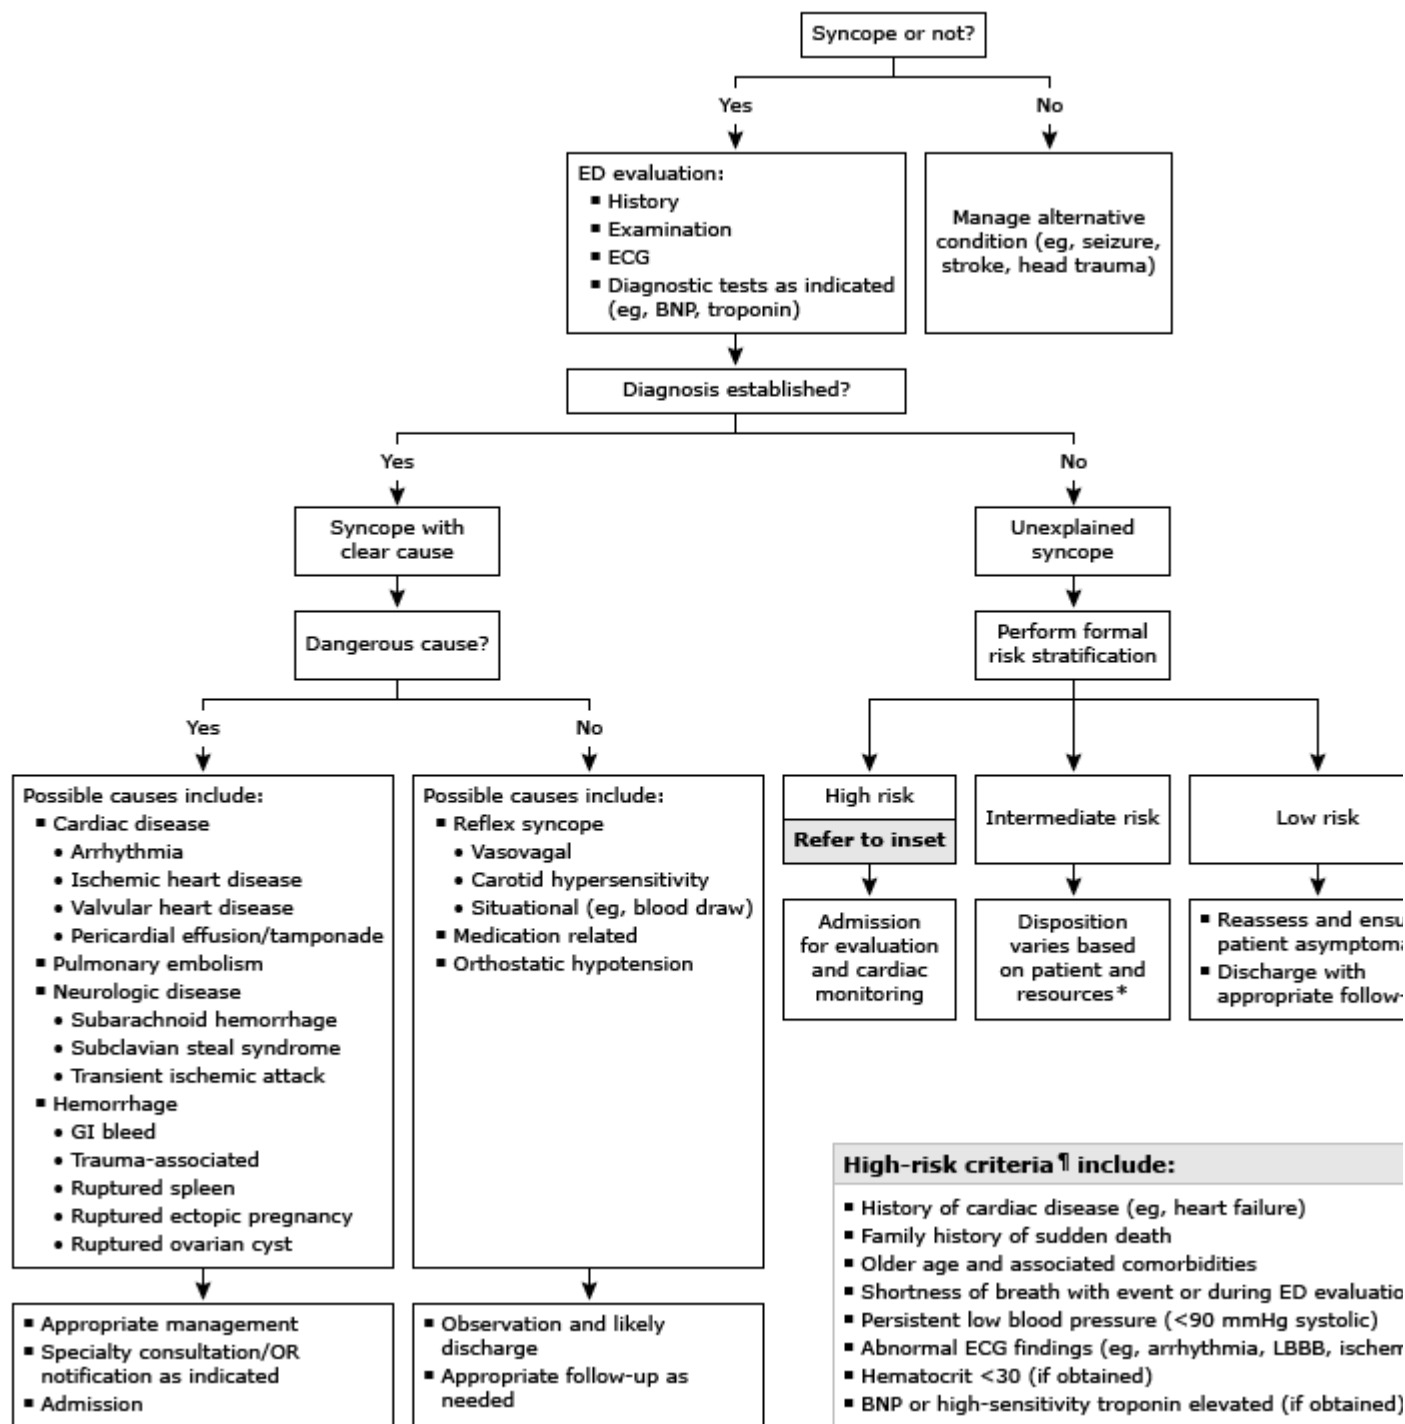 Syncope or not?
Yes
No
ED evaluation:
▪ History
▪ Examination
▪ ECG
▪ Diagnostic tests as indicated
(eg, BNP, troponin)
Manage alternative
condition (eg, seizure,
stroke, head trauma)
Diagnosis established?
Yes
No
Syncope with
clear cause
Unexplained
syncope
Dangerous cause?
Perform formal
risk stratification
Yes
No
Possible causes include:
▪ Cardiac disease
• Arrhythmia
• Ischemic heart disease
• Valvular heart disease
• Pericardial effusion/tamponade
▪ Pulmonary embolism
▪ Neurologic disease
• Subarachnoid hemorrhage
• Subclavian steal syndrome
• Transient ischemic attack
▪ Hemorrhage
• GI bleed
• Trauma-associated
• Ruptured spleen
• Ruptured ectopic pregnancy
• Ruptured ovarian cyst
Possible causes include:
▪ Reflex syncope
• Vasovagal
• Carotid hypersensitivity
• Situational (eg, blood draw)
▪ Medication related
▪ Orthostatic hypotension
High risk
Refer to inset
Intermediate risk
Low risk
Admission
for evaluation
and cardiac
monitoring
Disposition
varies based
on patient and
resources*
▪ Reassess and ensu
patient asymptoma
▪ Discharge with
appropriate follow-
▪ Appropriate management
▪ Specialty consultation/OR
notification as indicated
▪ Admission
▪ Observation and likely
discharge
▪ Appropriate follow-up as
needed
High-risk criteria¶ include:
▪ History of cardiac disease (eg, heart failure)
▪ Family history of sudden death
▪ Older age and associated comorbidities
▪ Shortness of breath with event or during ED evaluatio
▪ Persistent low blood pressure (<90 mmHg systolic)
▪ Abnormal ECG findings (eg, arrhythmia, LBBB, ischem
▪ Hematocrit <30 (if obtained)
▪ BNP or high-sensitivity troponin elevated (if obtained)